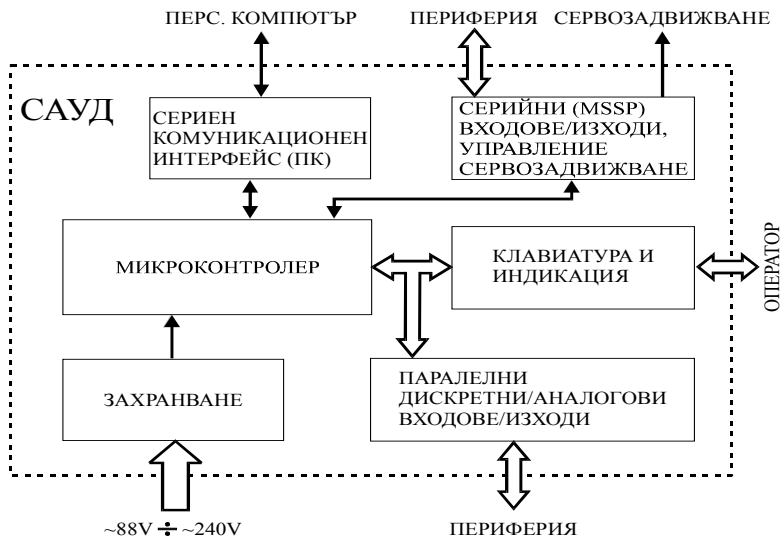 ПЕРС. КОМПЮТЪР
ПЕРИФЕРИЯ
СЕРВОЗАДВИЖВАНЕ
САУД
СЕРИЕН
КОМУНИКАЦИОНЕН
ИНТЕРФЕЙС (ПК)
СЕРИЙНИ (MSSP)
ВХОДОВЕ/ИЗХОДИ,
УПРАВЛЕНИЕ
СЕРВОЗАДВИЖВАНЕ
МИКРОКОНТРОЛЕР
КЛАВИАТУРА И
ИНДИКАЦИЯ
ОПЕРАТОР
ЗАХРАНВАНЕ
ПАРАЛЕЛНИ
ДИСКРЕТНИ/АНАЛОГОВИ
ВХОДОВЕ/ИЗХОДИ
~88V ÷ ~240V
ПЕРИФЕРИЯ